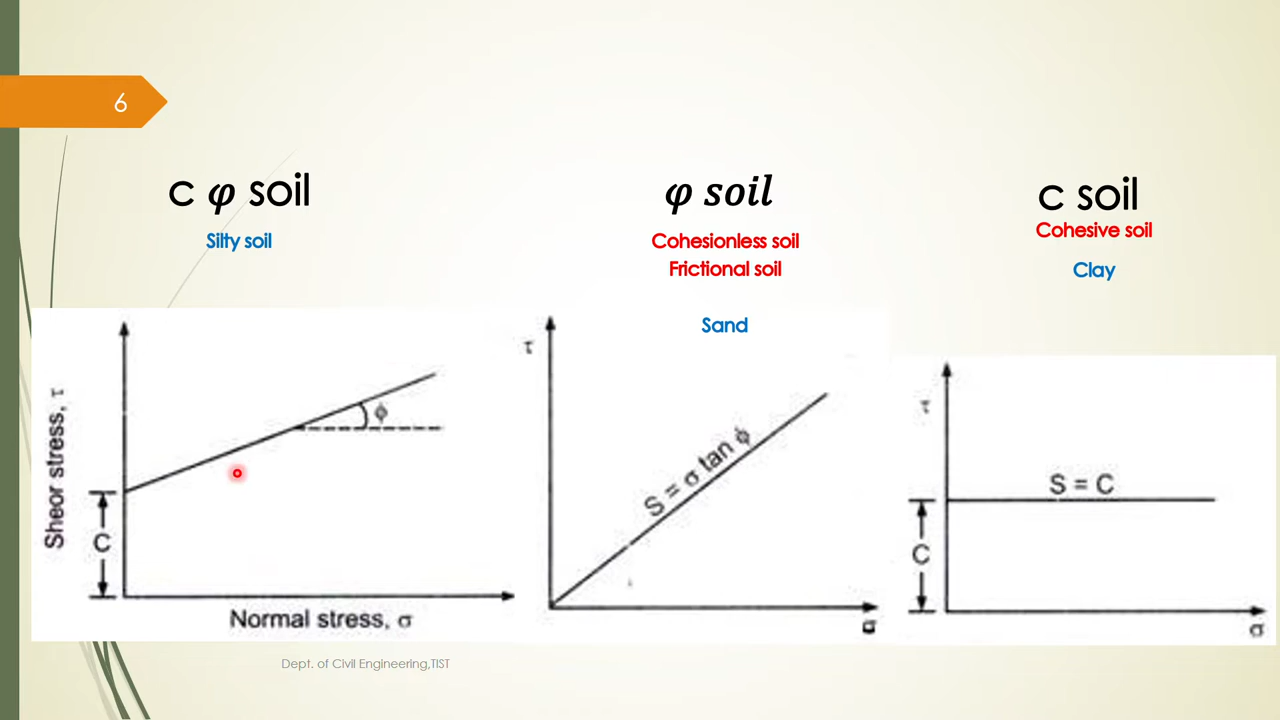 6
c φ soil
Silty soil
φ soil
Cohesionless soil
Frictional soil
Sand
c soil
Cohesive soil
Clay
Shear stress, τ
C
ϕ
Normal stress, σ
τ
S = σ tan ϕ
σ
τ
S = C
C
σ
Dept. of Civil Engineering,TIST